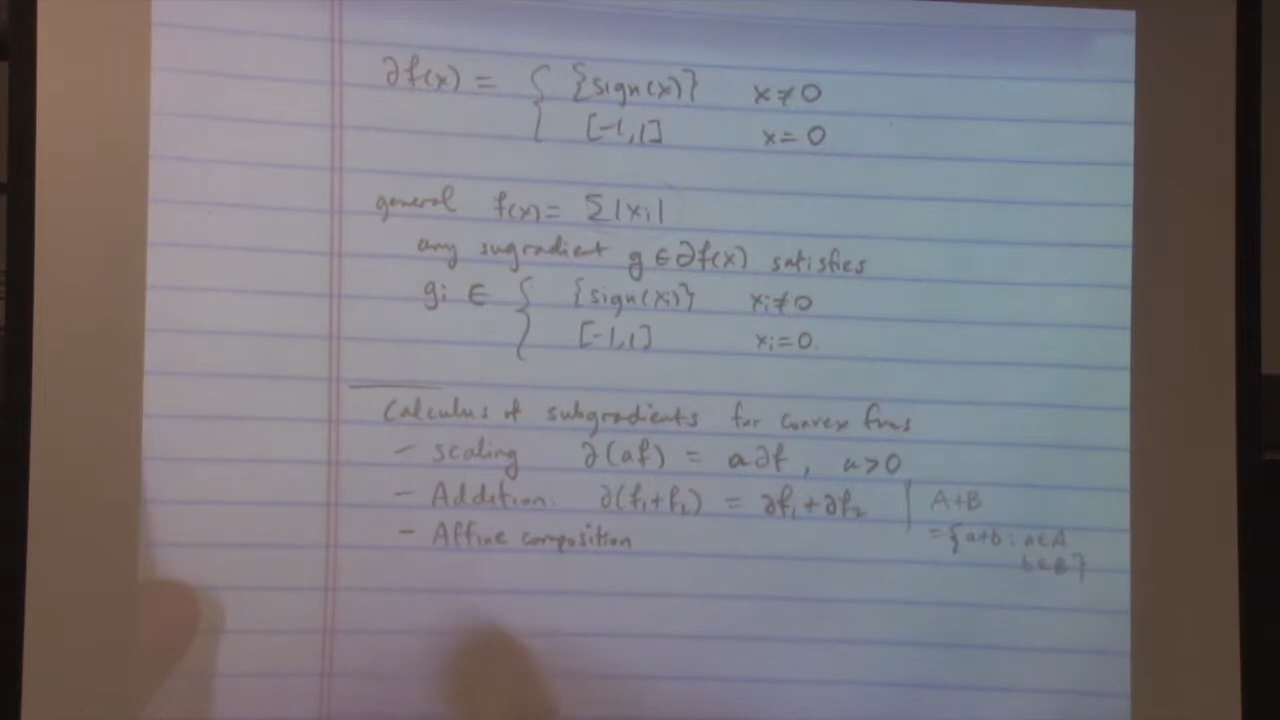 ∂f(x) = { {sign(x)} x≠0
[-1,1] x=0
general f(x)= Σ|xi|
any sugradient g∈∂f(x) satisfies
gi ∈ { {sign(xi)} xi≠0
[-1,1] xi=0.
Calculus of subgradients for convex fns
- scaling ∂(af) = a∂f, a>0
- Addition: ∂(f₁+f₂) = ∂f₁+∂f₂ | A+B
= {a+b : a∈A
- Affine composition
b∈B}